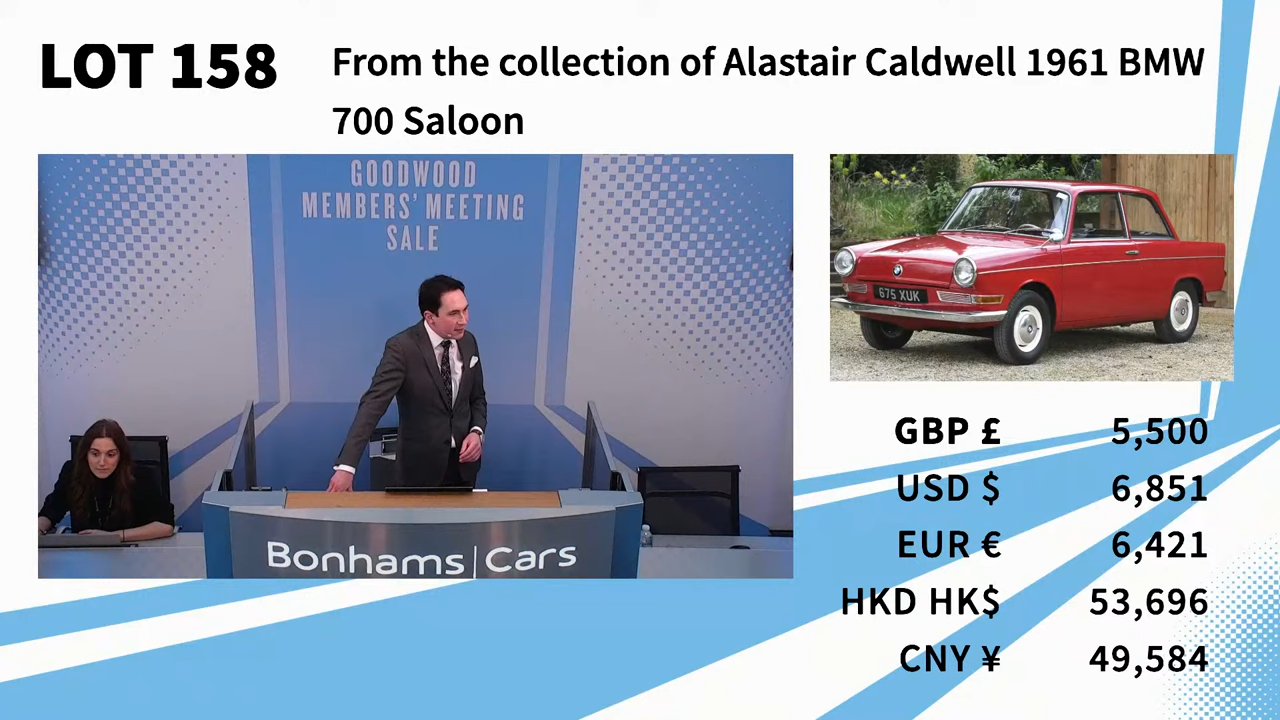 LOT 158
From the collection of Alastair Caldwell 1961 BMW
700 Saloon
GOODWOOD
MEMBERS' MEETING
SALE
Bonhams | Cars
675 XUK
GBP £ 5,500
USD $ 6,851
EUR € 6,421
HKD HK$ 53,696
CNY ¥ 49,584